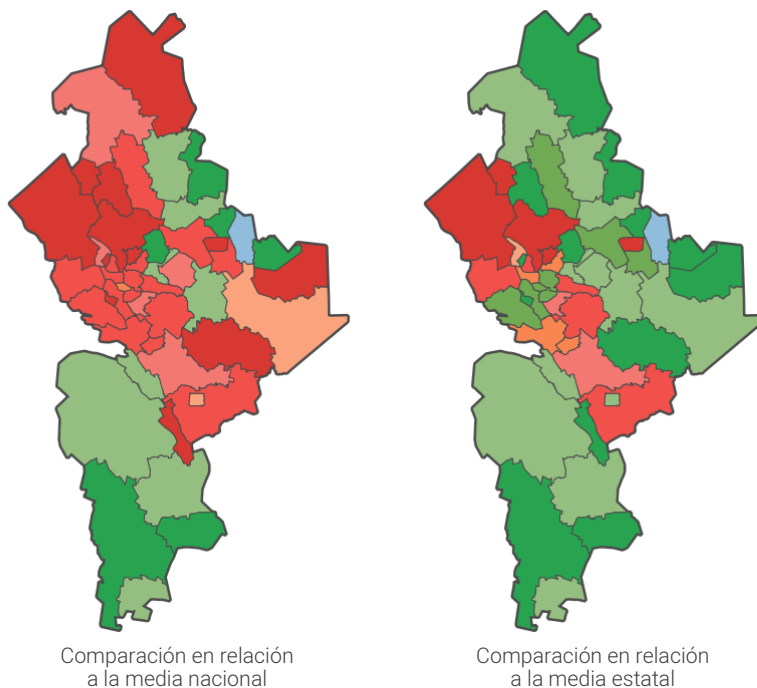 Comparación en relación
a la media nacional
Comparación en relación
a la media estatal